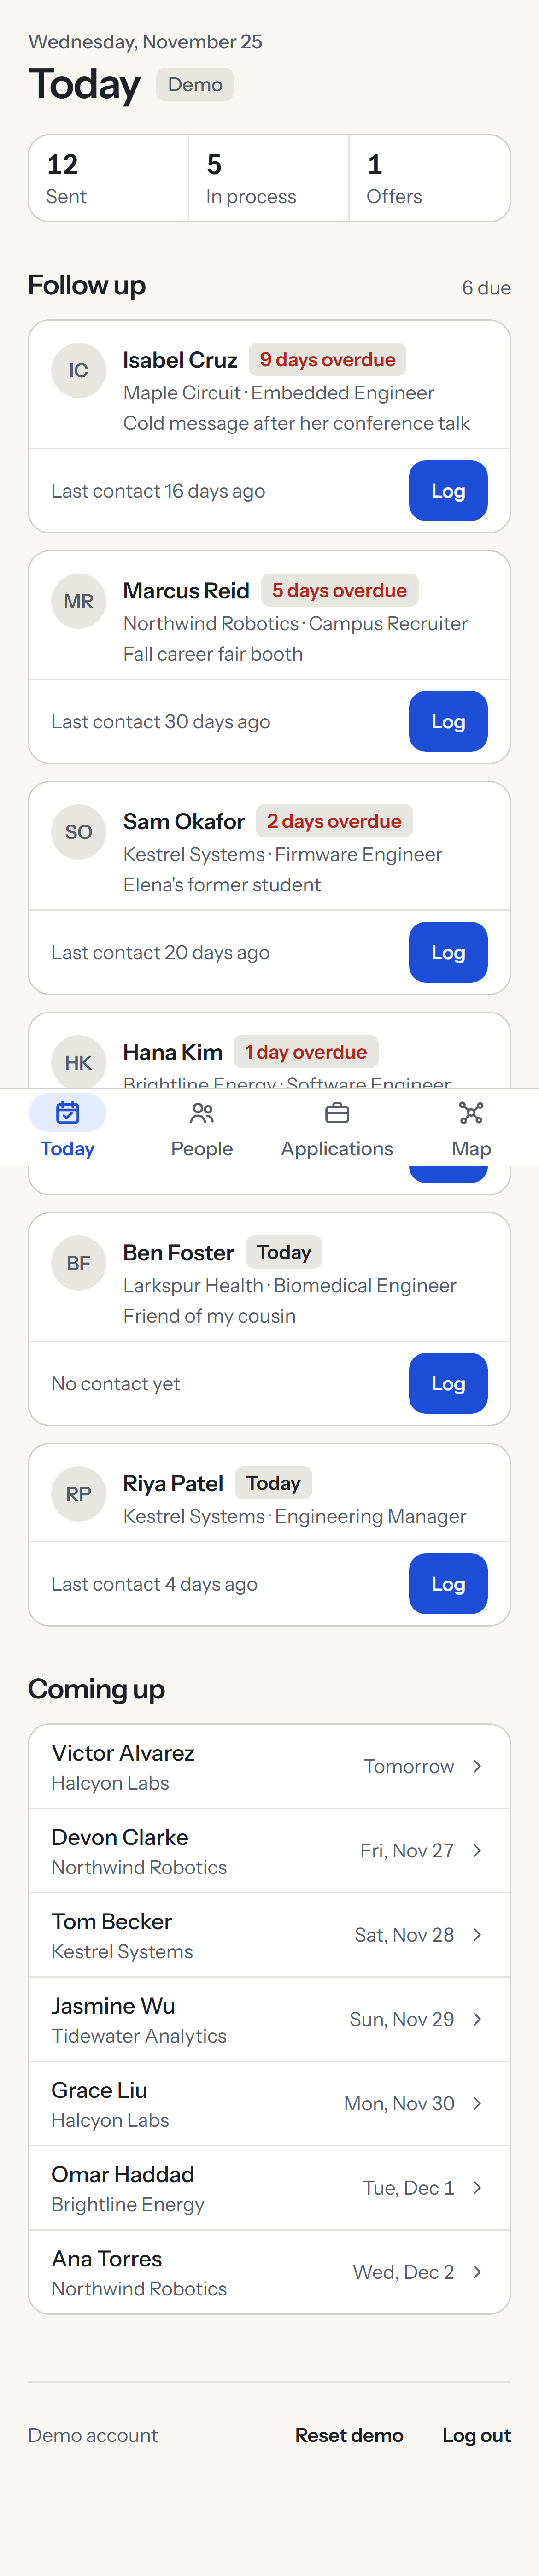 Wednesday, November 25
Today
Demo
12
Sent
5
In process
1
Offers
Follow up
6 due
IC
Isabel Cruz
9 days overdue
Maple Circuit · Embedded Engineer
Cold message after her conference talk
Last contact 16 days ago
Log
MR
Marcus Reid
5 days overdue
Northwind Robotics · Campus Recruiter
Fall career fair booth
Last contact 30 days ago
Log
SO
Sam Okafor
2 days overdue
Kestrel Systems · Firmware Engineer
Elena's former student
Last contact 20 days ago
Log
HK
Hana Kim
1 day overdue
Brightline Energy · Software Engineer
Today
People
Applications
Map
BF
Ben Foster
Today
Larkspur Health · Biomedical Engineer
Friend of my cousin
No contact yet
Log
RP
Riya Patel
Today
Kestrel Systems · Engineering Manager
Last contact 4 days ago
Log
Coming up
Victor Alvarez
Halcyon Labs
Tomorrow
Devon Clarke
Northwind Robotics
Fri, Nov 27
Tom Becker
Kestrel Systems
Sat, Nov 28
Jasmine Wu
Tidewater Analytics
Sun, Nov 29
Grace Liu
Halcyon Labs
Mon, Nov 30
Omar Haddad
Brightline Energy
Tue, Dec 1
Ana Torres
Northwind Robotics
Wed, Dec 2
Demo account
Reset demo
Log out